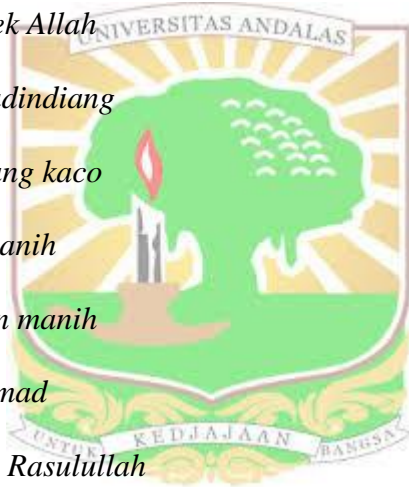 ek Allah
UNIVERSITAS ANDALAS
dindiang
ng kaco
anih
n manih
mad
UNTUK KEDJAJAAN BANGSA
Rasulullah